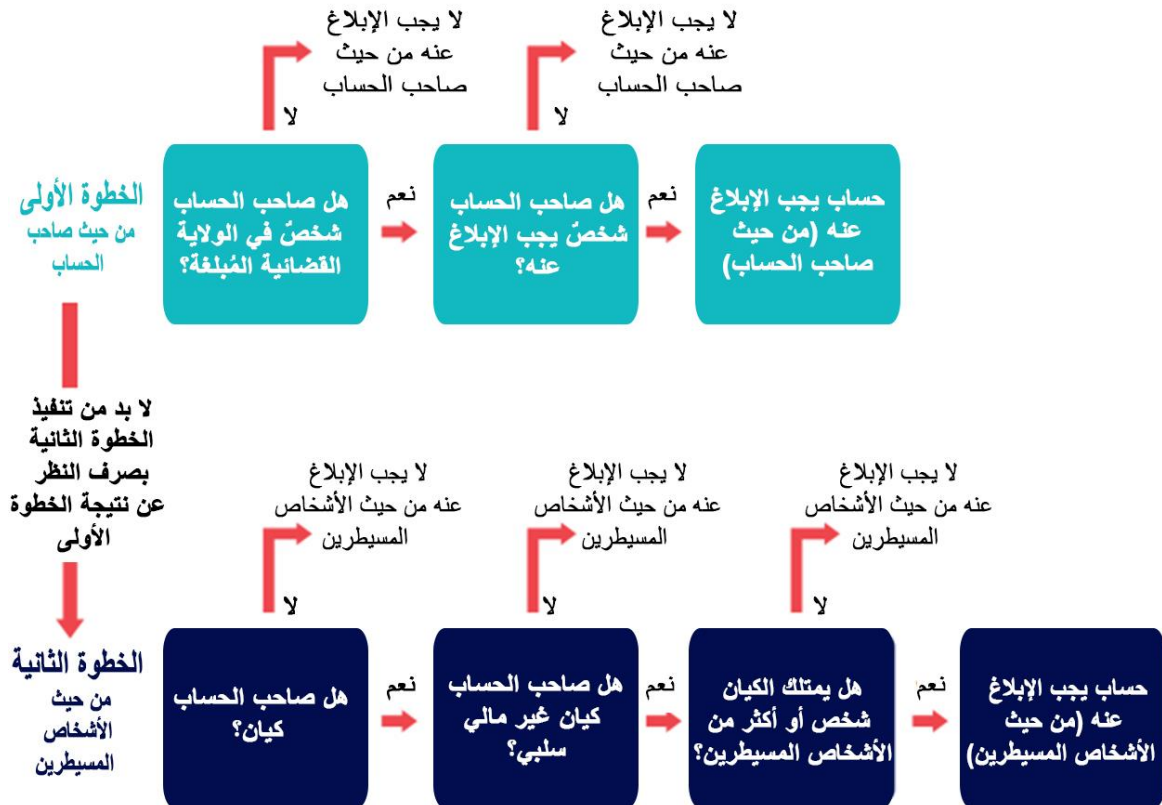 لا يجب الإبلاغ
عنه من حيث
صاحب الحساب
لا يجب الإبلاغ
عنه من حيث
صاحب الحساب
لا
لا
الخطوة الأولى
من حيث صاحب
الحساب
هل صاحب الحساب
شخصٌ في الولاية
القضائية المُبلغة؟
نعم
هل صاحب الحساب
شخصٌ يجب الإبلاغ
عنه؟
نعم
حساب يجب الإبلاغ
عنه (من حيث
صاحب الحساب)
لا بد من تنفيذ
الخطوة الثانية
بصرف النظر
عن نتيجة الخطوة
الأولى
لا يجب الإبلاغ
عنه من حيث الأشخاص
المسيطرين
لا يجب الإبلاغ
عنه من حيث الأشخاص
المسيطرين
لا يجب الإبلاغ
عنه من حيث الأشخاص
المسيطرين
لا
لا
لا
الخطوة الثانية
من حيث
الأشخاص
المسيطرين
هل صاحب الحساب
كيان؟
نعم
هل صاحب الحساب
كيان غير مالي
سلبي؟
نعم
هل يمتلك الكيان
شخص أو أكثر من
الأشخاص المسيطرين؟
نعم
حساب يجب الإبلاغ
عنه (من حيث
الأشخاص المسيطرين)